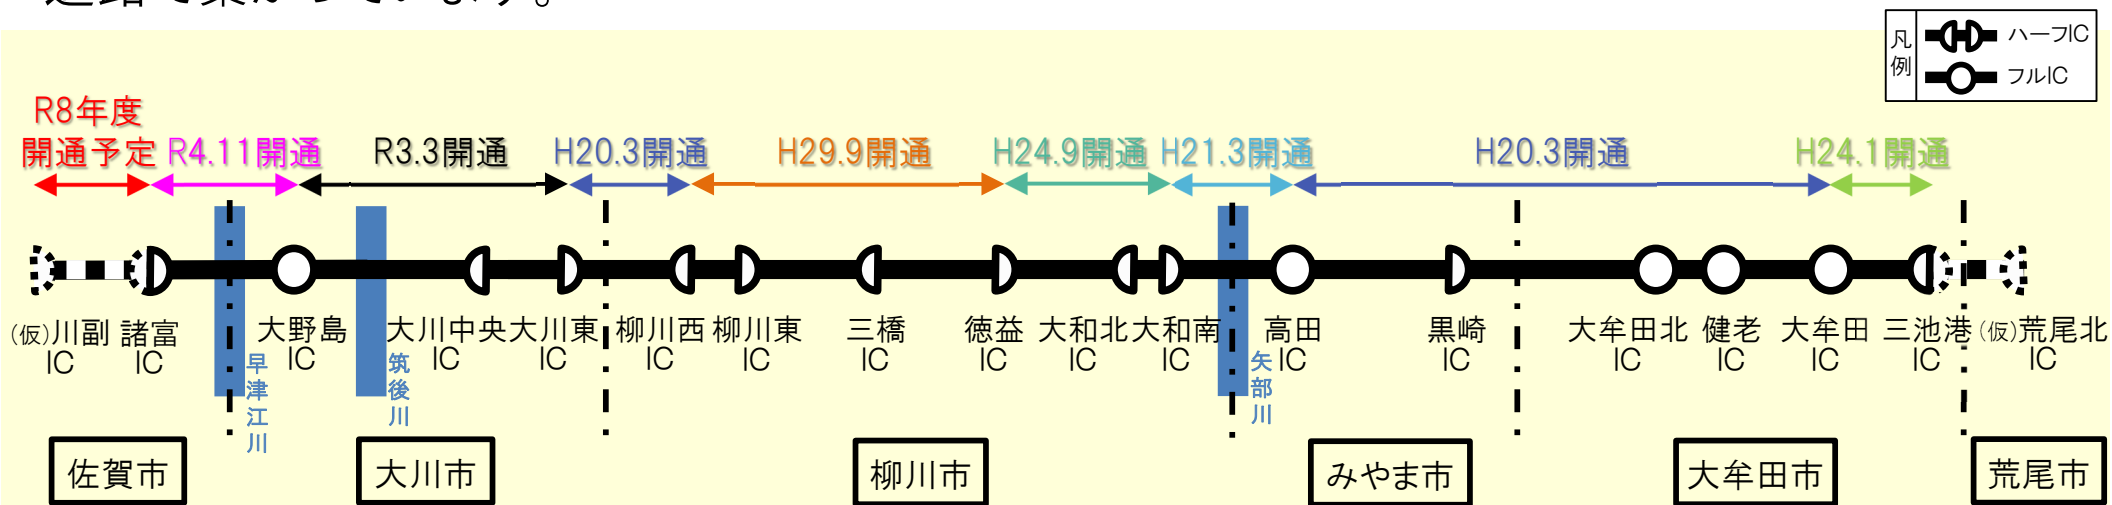 凡例
ハーフIC
フルIC
R8年度
開通予定
R4.11開通
R3.3開通
H20.3開通
H29.9開通
H24.9開通
H21.3開通
H20.3開通
H24.1開通
(仮)川副
IC
諸富
IC
早津江川
大野島
IC
筑後川
大川中央
IC
大川東
IC
柳川西
IC
柳川東
IC
三橋
IC
徳益
IC
大和北
IC
大和南
IC
矢部川
高田
IC
黒崎
IC
大牟田北
IC
健老
IC
大牟田
IC
三池港
IC
(仮)荒尾北
IC
佐賀市
大川市
柳川市
みやま市
大牟田市
荒尾市